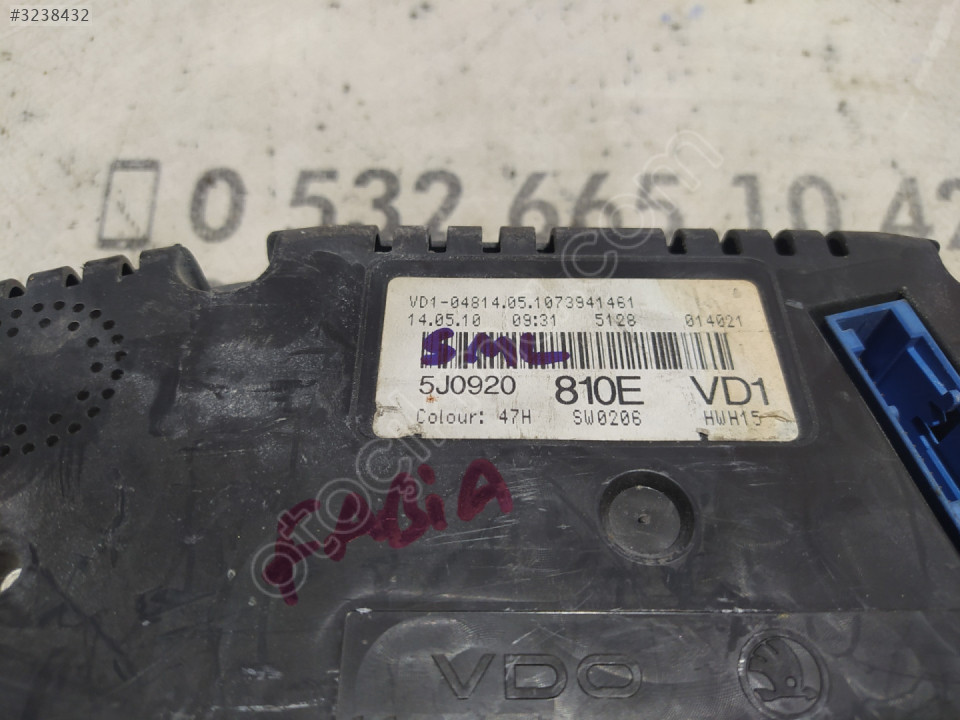 #3238432
0 532 665 10 42
VD1-04814.05.1073941461
14.05.10 09:31 5128 014021
SML
5J0920 810E VD1
Colour: 47H SW0206 HWH15
FABiA
VDO